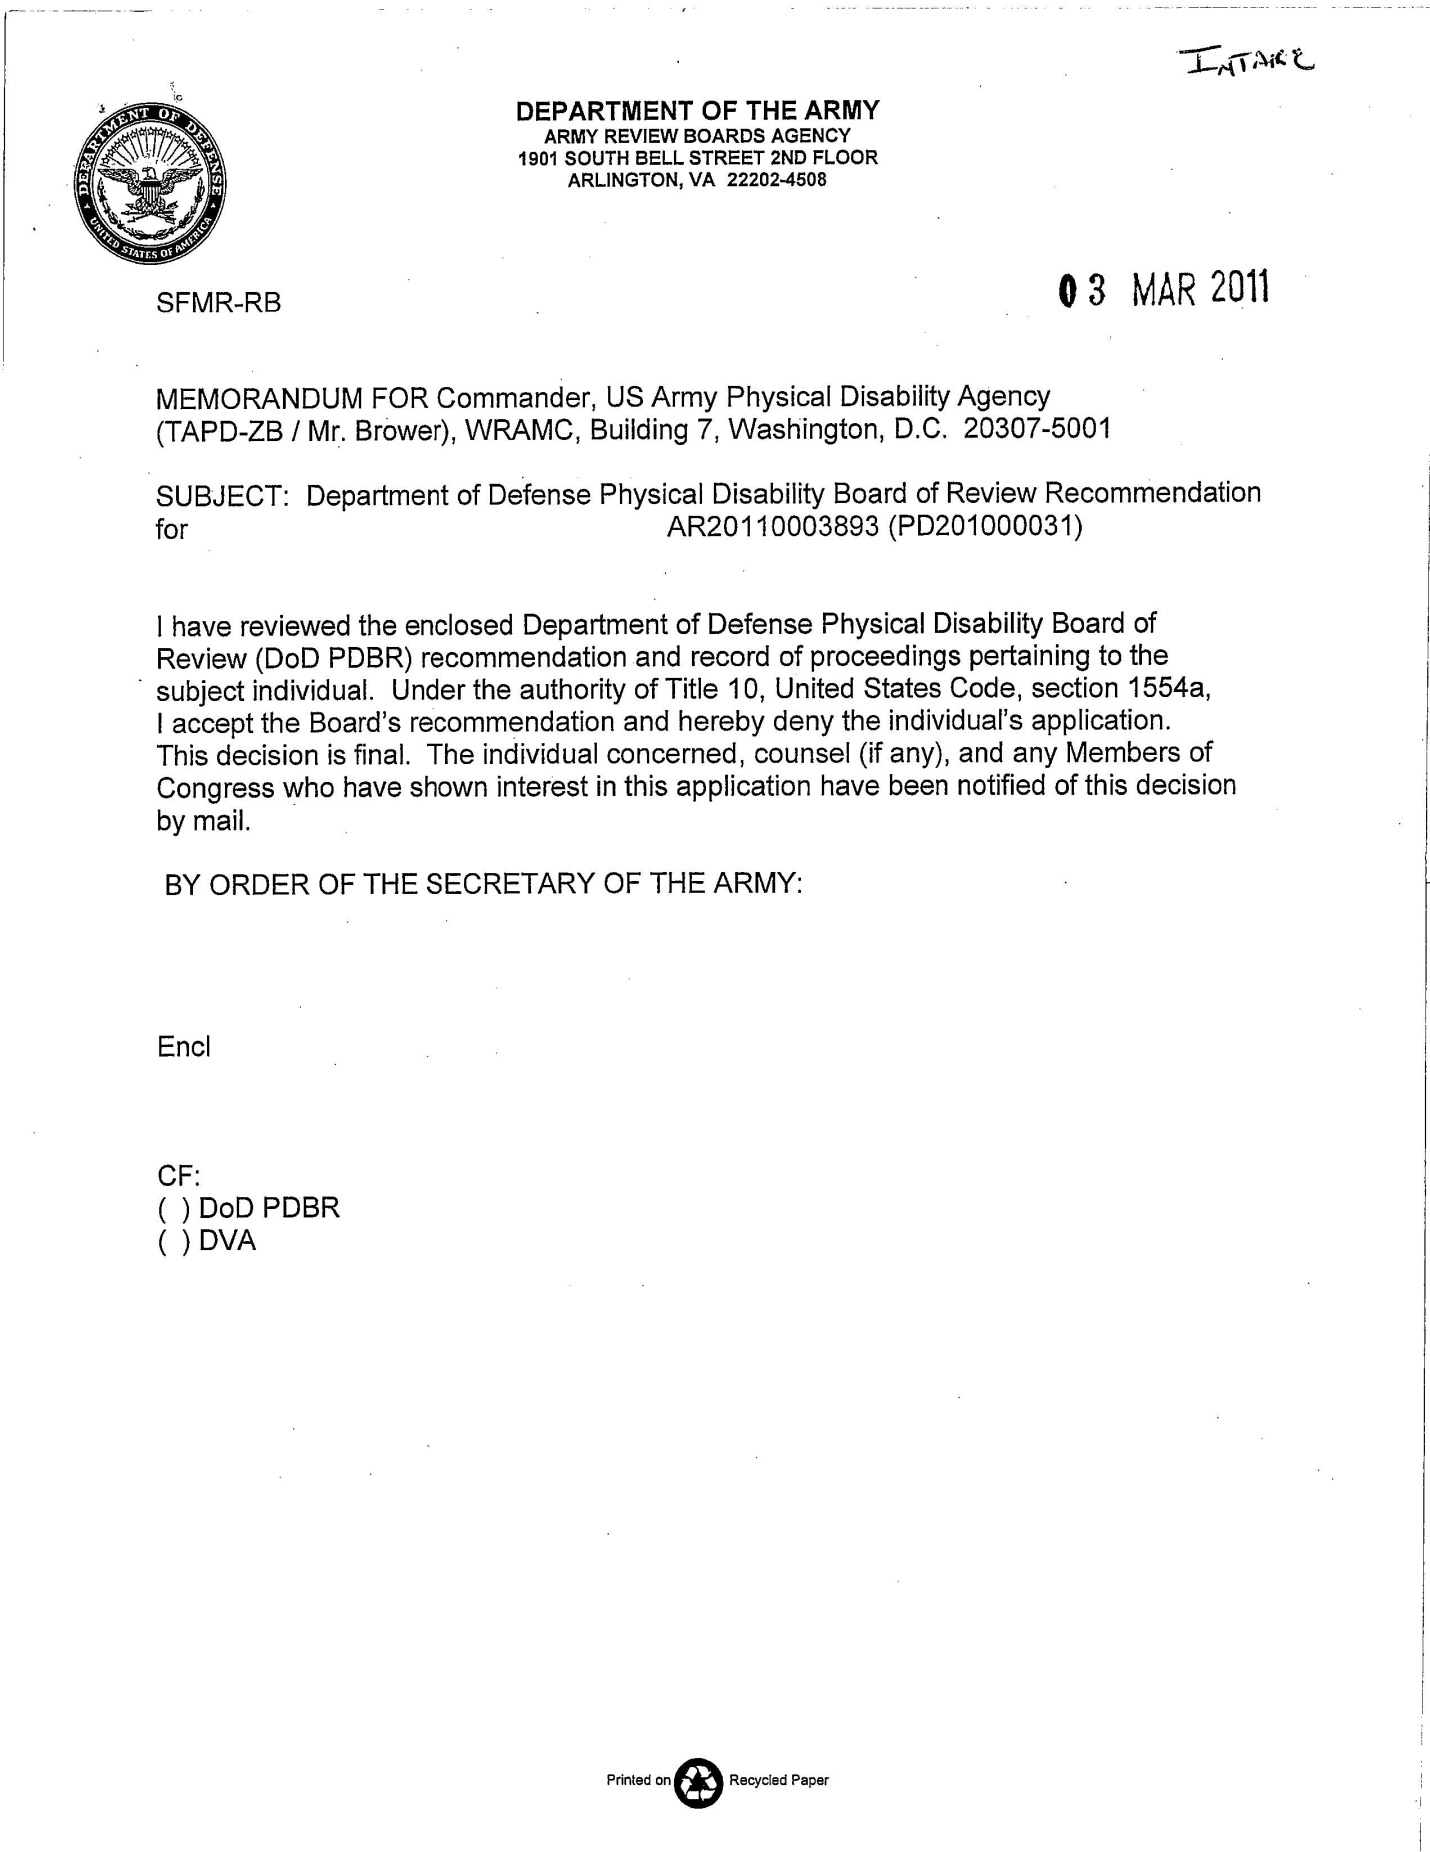 INTAKE
DEPARTMENT OF DEFENSE
UNITED STATES OF AMERICA
DEPARTMENT OF THE ARMY
ARMY REVIEW BOARDS AGENCY
1901 SOUTH BELL STREET 2ND FLOOR
ARLINGTON, VA 22202-4508
SFMR-RB
03 MAR 2011
MEMORANDUM FOR Commander, US Army Physical Disability Agency
(TAPD-ZB / Mr. Brower), WRAMC, Building 7, Washington, D.C. 20307-5001
SUBJECT: Department of Defense Physical Disability Board of Review Recommendation
for AR20110003893 (PD201000031)
I have reviewed the enclosed Department of Defense Physical Disability Board of
Review (DoD PDBR) recommendation and record of proceedings pertaining to the
subject individual. Under the authority of Title 10, United States Code, section 1554a,
I accept the Board's recommendation and hereby deny the individual's application.
This decision is final. The individual concerned, counsel (if any), and any Members of
Congress who have shown interest in this application have been notified of this decision
by mail.
BY ORDER OF THE SECRETARY OF THE ARMY:
Encl
CF:
( ) DoD PDBR
( ) DVA
Printed on Recycled Paper